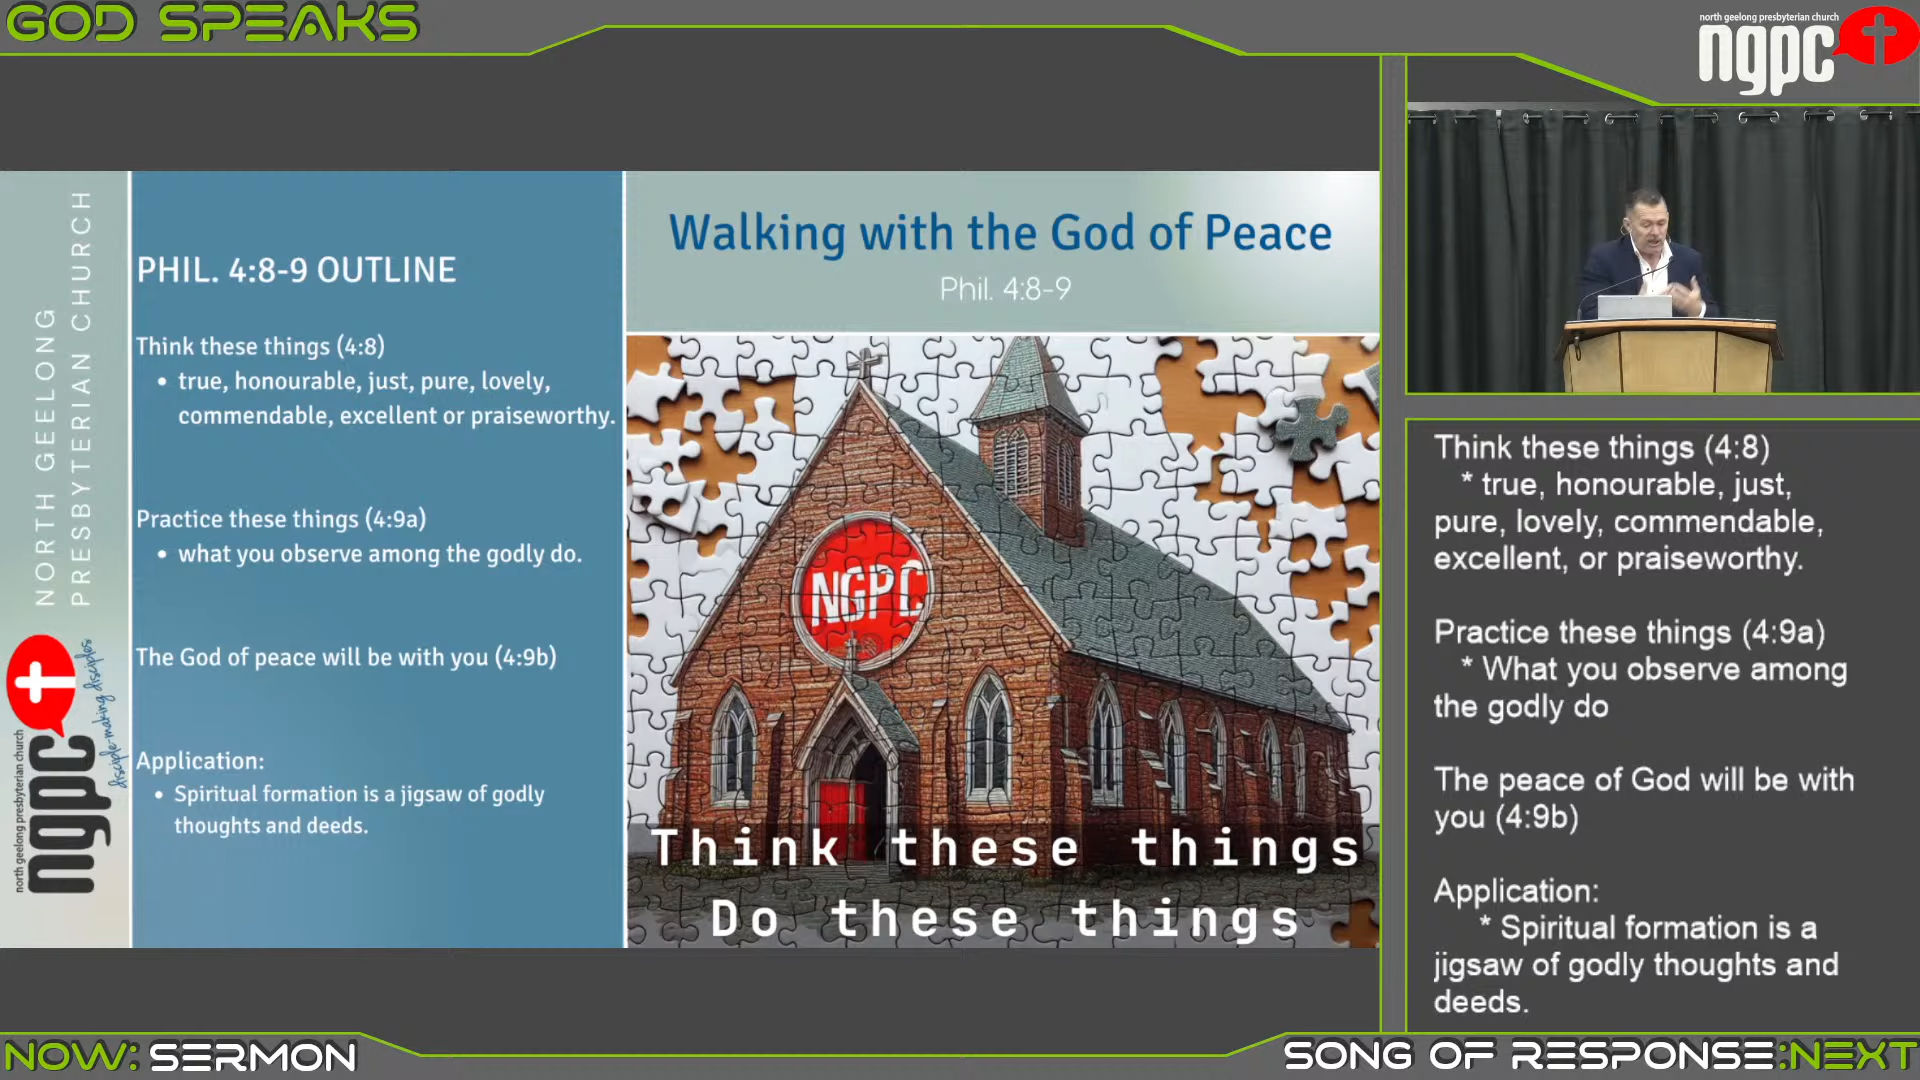 GOD SPEAKS
north geelong presbyterian church
ngpc
NORTH GEELONG
PRESBYTERIAN CHURCH
disciple-making disciples
north geelong presbyterian church
ngpc
PHIL. 4:8-9 OUTLINE
Think these things (4:8)
• true, honourable, just, pure, lovely,
commendable, excellent or praiseworthy.
Practice these things (4:9a)
• what you observe among the godly do.
The God of peace will be with you (4:9b)
Application:
• Spiritual formation is a jigsaw of godly
thoughts and deeds.
Walking with the God of Peace
Phil. 4:8-9
NGPC
Think these things
Do these things
Think these things (4:8)
* true, honourable, just,
pure, lovely, commendable,
excellent, or praiseworthy.
Practice these things (4:9a)
* What you observe among
the godly do
The peace of God will be with
you (4:9b)
Application:
* Spiritual formation is a
jigsaw of godly thoughts and
deeds.
NOW: SERMON
SONG OF RESPONSE:NEXT